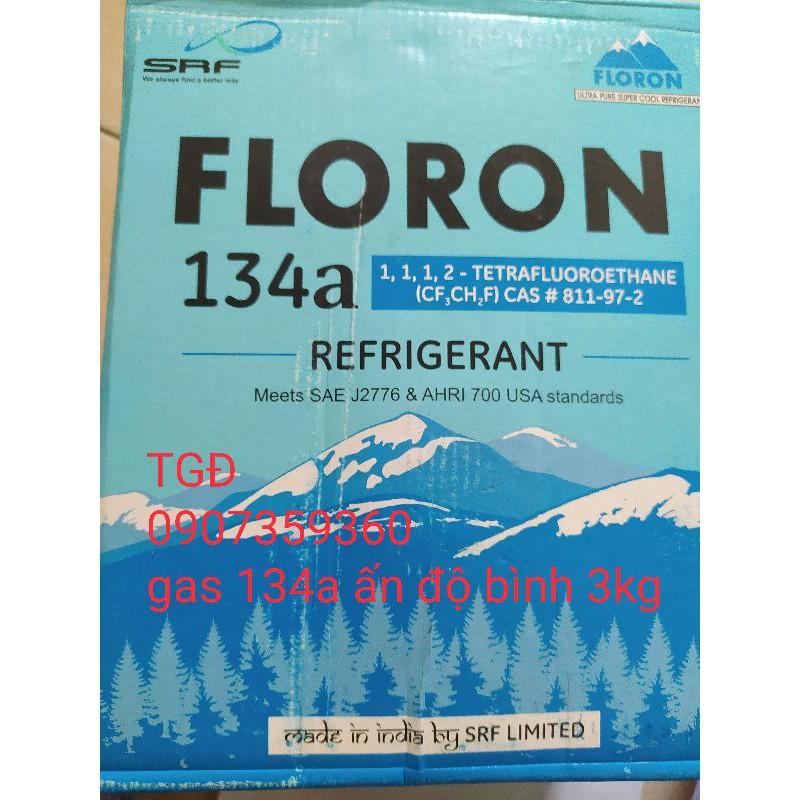 SRF
We always find a better way
FLORON
ULTRA PURE SUPER COOL REFRIGERAN
FLORON
134a
1, 1, 1, 2 - TETRAFLUOROETHANE
(CF₃CH₂F) CAS # 811-97-2
REFRIGERANT
Meets SAE J2776 & AHRI 700 USA standards
TGĐ
0907359360
gas 134a ấn độ bình 3kg
made in india by SRF LIMITED